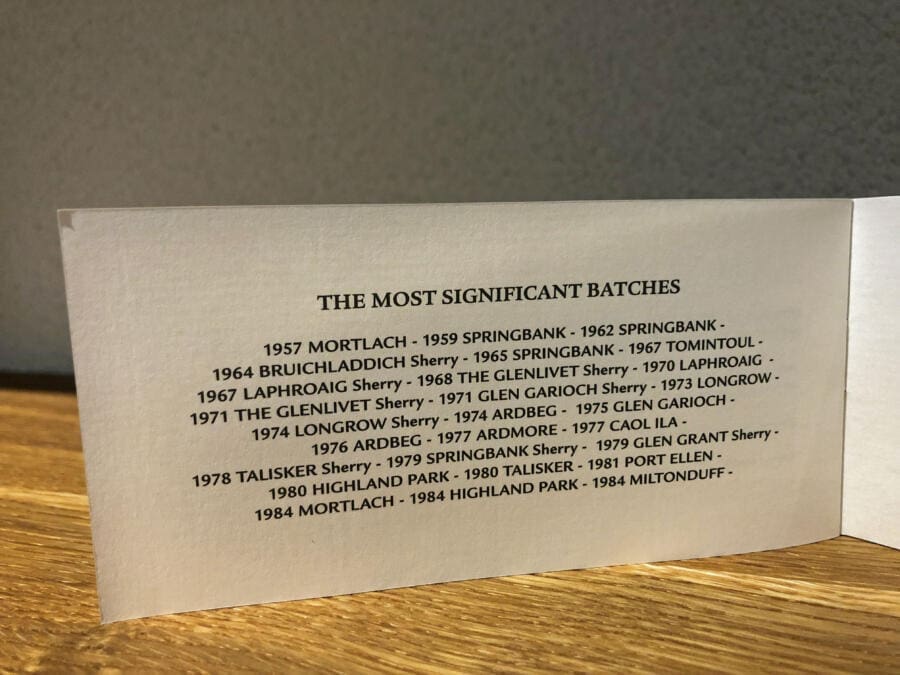 THE MOST SIGNIFICANT BATCHES
1957 MORTLACH - 1959 SPRINGBANK - 1962 SPRINGBANK -
1964 BRUICHLADDICH Sherry - 1965 SPRINGBANK - 1967 TOMINTOUL -
1967 LAPHROAIG Sherry - 1968 THE GLENLIVET Sherry - 1970 LAPHROAIG -
1971 THE GLENLIVET Sherry - 1971 GLEN GARIOCH Sherry - 1973 LONGROW -
1974 LONGROW Sherry - 1974 ARDBEG - 1975 GLEN GARIOCH -
1976 ARDBEG - 1977 ARDMORE - 1977 CAOL ILA -
1978 TALISKER Sherry - 1979 SPRINGBANK Sherry - 1979 GLEN GRANT Sherry -
1980 HIGHLAND PARK - 1980 TALISKER - 1981 PORT ELLEN -
1984 MORTLACH - 1984 HIGHLAND PARK - 1984 MILTONDUFF -